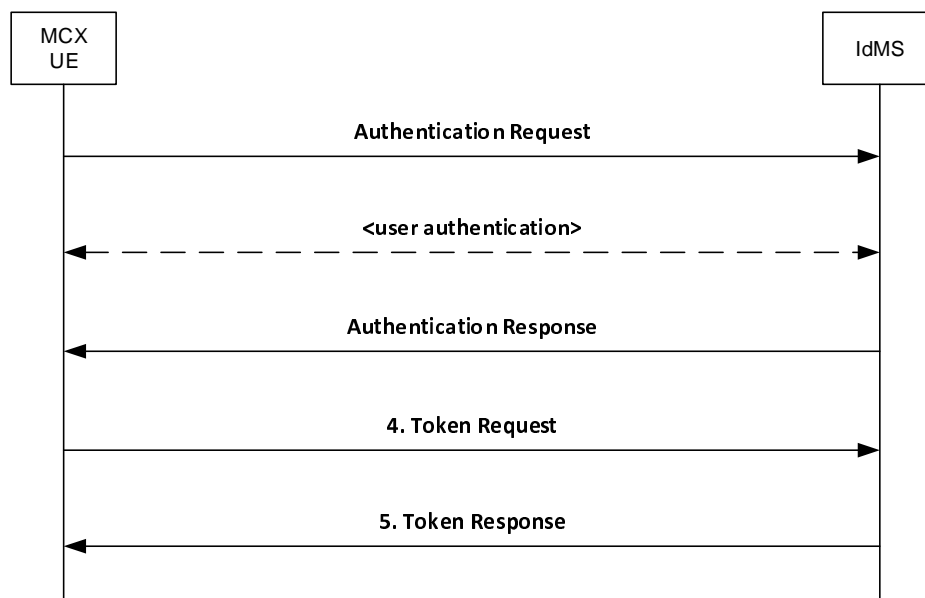 MCX
UE
IdMS
Authentication Request
<user authentication>
Authentication Response
4. Token Request
5. Token Response